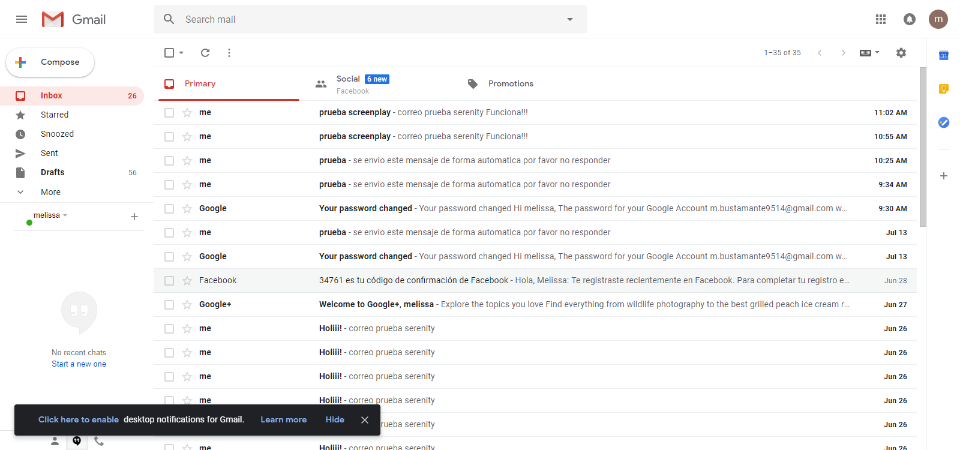 Gmail
Search mail
m
Compose
1–35 of 35
31
Inbox 26
Starred
Snoozed
Sent
Drafts 56
More
melissa
No recent chats
Start a new one
Primary
Social 6 new
Facebook
Promotions
me prueba screenplay - correo prueba serenity Funciona!!! 11:02 AM
me prueba screenplay - correo prueba serenity Funciona!!! 10:55 AM
me prueba - se envio este mensaje de forma automatica por favor no responder 10:25 AM
me prueba - se envio este mensaje de forma automatica por favor no responder 9:34 AM
Google Your password changed - Your password changed Hi melissa, The password for your Google Account m.bustamante9514@gmail.com w... 9:30 AM
me prueba - se envio este mensaje de forma automatica por favor no responder Jul 13
Google Your password changed - Your password changed Hi melissa, The password for your Google Account m.bustamante9514@gmail.com w... Jul 13
Facebook 34761 es tu código de confirmación de Facebook - Hola, Melissa: Te registraste recientemente en Facebook. Para completar tu registro e... Jun 28
Google+ Welcome to Google+, melissa - Explore the topics you love Find everything from wildlife photography to the best grilled peach ice cream r... Jun 27
me Holiii! - correo prueba serenity Jun 26
me Holiii! - correo prueba serenity Jun 26
me Holiii! - correo prueba serenity Jun 26
me Holiii! - correo prueba serenity Jun 26
correo prueba serenity Jun 26
me Holiii! - correo prueba serenity Jun 26
Click here to enable desktop notifications for Gmail. Learn more Hide